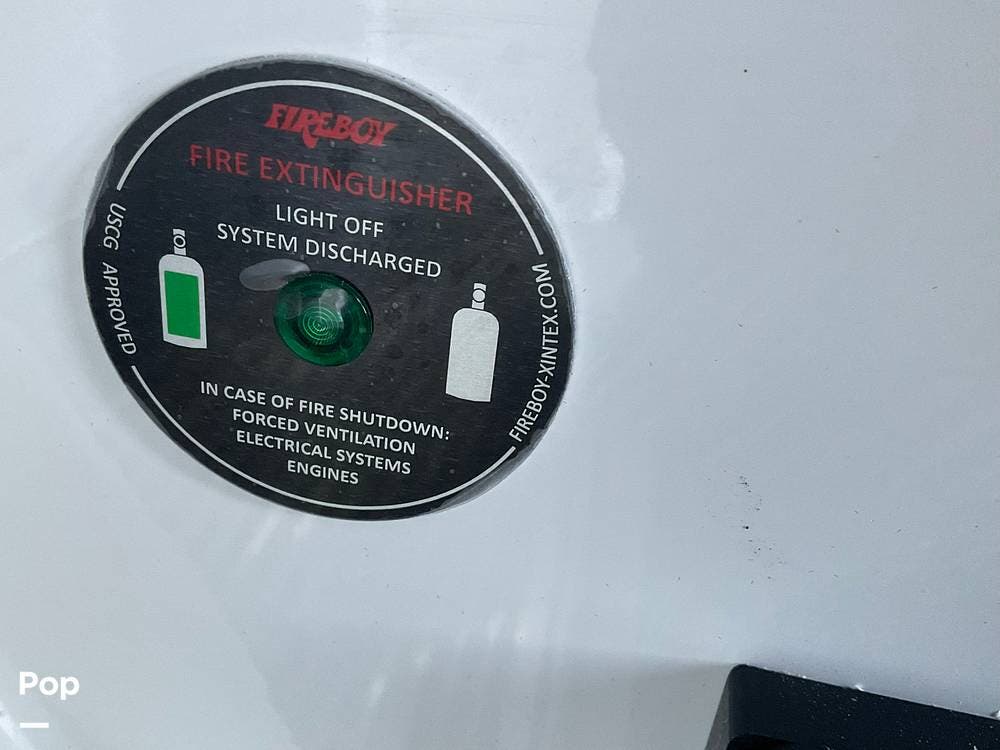 FIREBOY
FIRE EXTINGUISHER
LIGHT OFF
SYSTEM DISCHARGED
USCG APPROVED
FIREBOY-XINTEX.COM
IN CASE OF FIRE SHUTDOWN:
FORCED VENTILATION
ELECTRICAL SYSTEMS
ENGINES
Pop